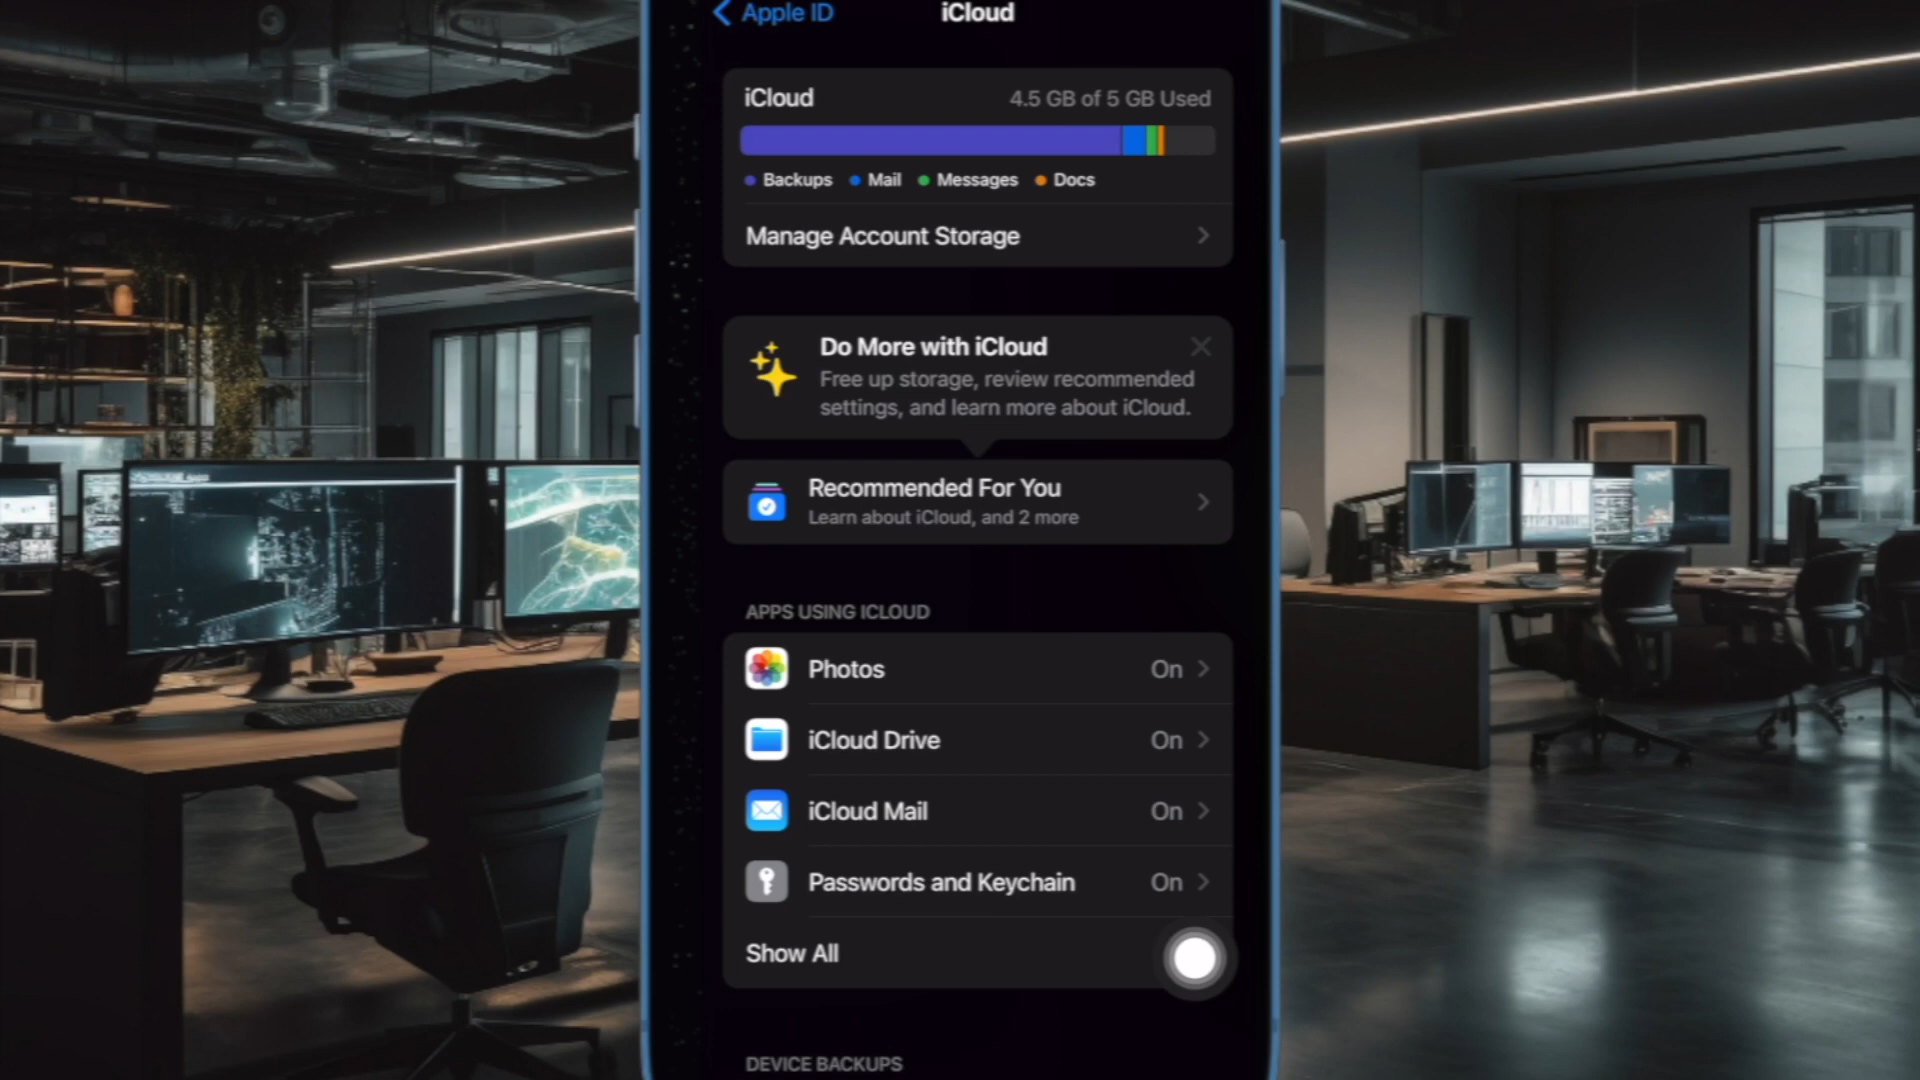 Apple ID
iCloud
iCloud
4.5 GB of 5 GB Used
Backups
Mail
Messages
Docs
Manage Account Storage
Do More with iCloud
Free up storage, review recommended
settings, and learn more about iCloud.
Recommended For You
Learn about iCloud, and 2 more
APPS USING ICLOUD
Photos
On
iCloud Drive
On
iCloud Mail
On
Passwords and Keychain
On
Show All
DEVICE BACKUPS